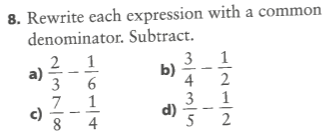 8. Rewrite each expression with a common
denominator. Subtract.
a) 2/3 − 1/6 b) 3/4 − 1/2
c) 7/8 − 1/4 d) 3/5 − 1/2